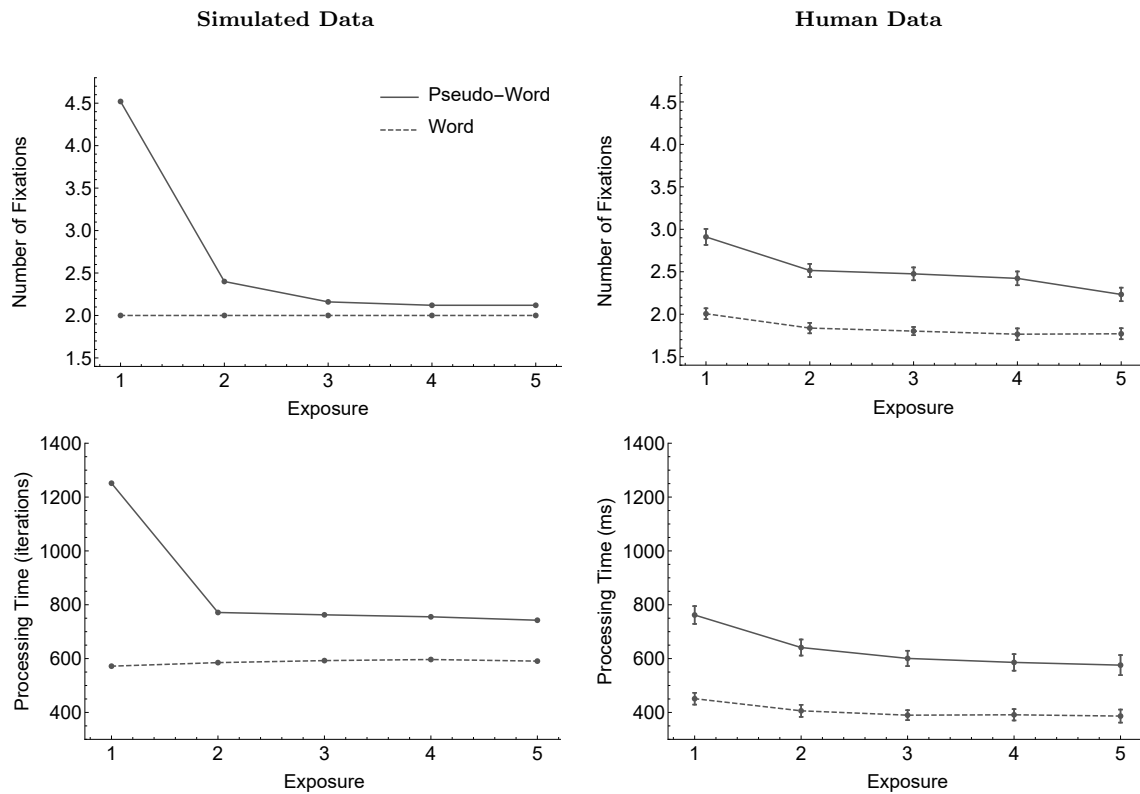 Simulated Data
Human Data
Number of Fixations
4.5
4.0
3.5
3.0
2.5
2.0
1.5
1 2 3 4 5
Exposure
Pseudo−Word
Word
Number of Fixations
4.5
4.0
3.5
3.0
2.5
2.0
1.5
1 2 3 4 5
Exposure
Processing Time (iterations)
1400
1200
1000
800
600
400
1 2 3 4 5
Exposure
Processing Time (ms)
1400
1200
1000
800
600
400
1 2 3 4 5
Exposure